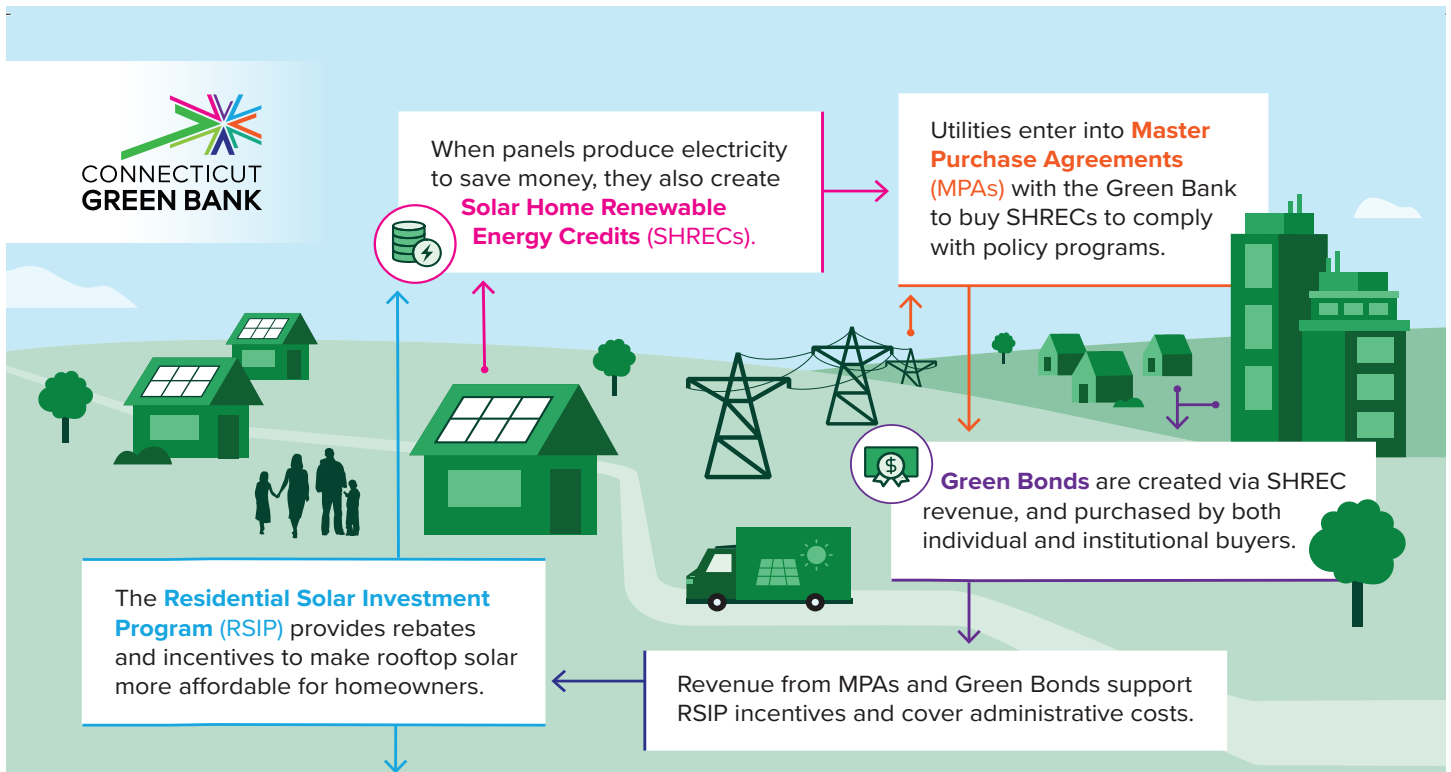 CONNECTICUT
GREEN BANK
When panels produce electricity
to save money, they also create
Solar Home Renewable
Energy Credits (SHRECs).
Utilities enter into Master
Purchase Agreements
(MPAs) with the Green Bank
to buy SHRECs to comply
with policy programs.
$
Green Bonds are created via SHREC
revenue, and purchased by both
individual and institutional buyers.
The Residential Solar Investment
Program (RSIP) provides rebates
and incentives to make rooftop solar
more affordable for homeowners.
Revenue from MPAs and Green Bonds support
RSIP incentives and cover administrative costs.